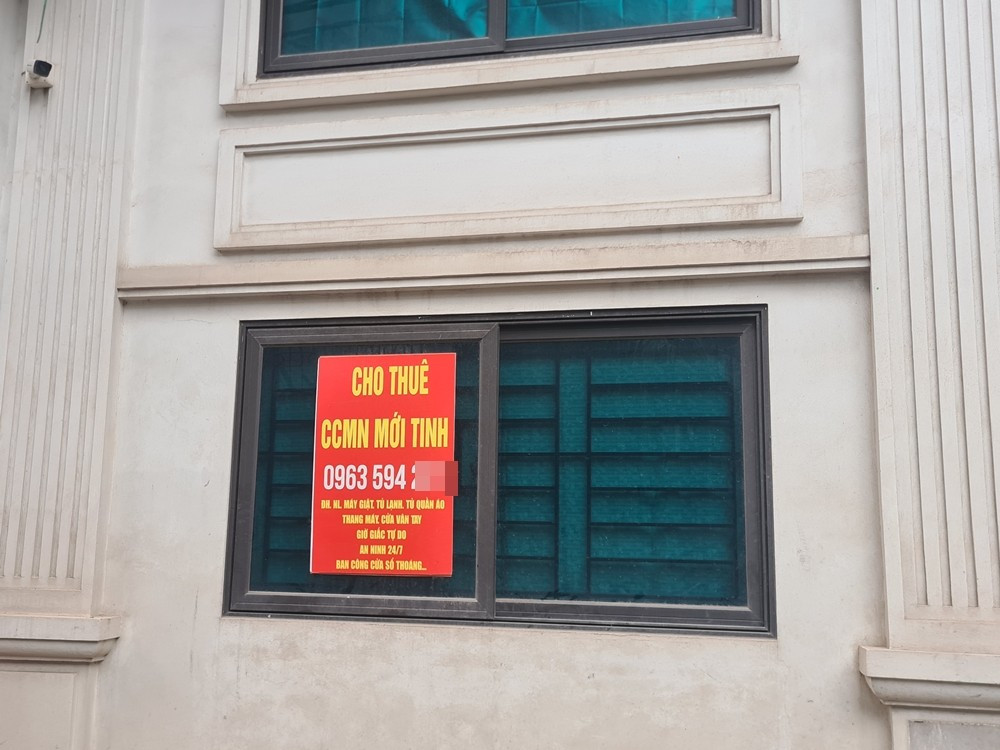 CHO THUÊ
CCMN MỚI TINH
0963 594
ĐH, NL, MÁY GIẶT, TỦ LẠNH, TỦ QUẦN ÁO
THANG MÁY, CỬA VÂN TAY
GIỜ GIẤC TỰ DO
AN NINH 24/7
BAN CÔNG CỬA SỔ THOÁNG...